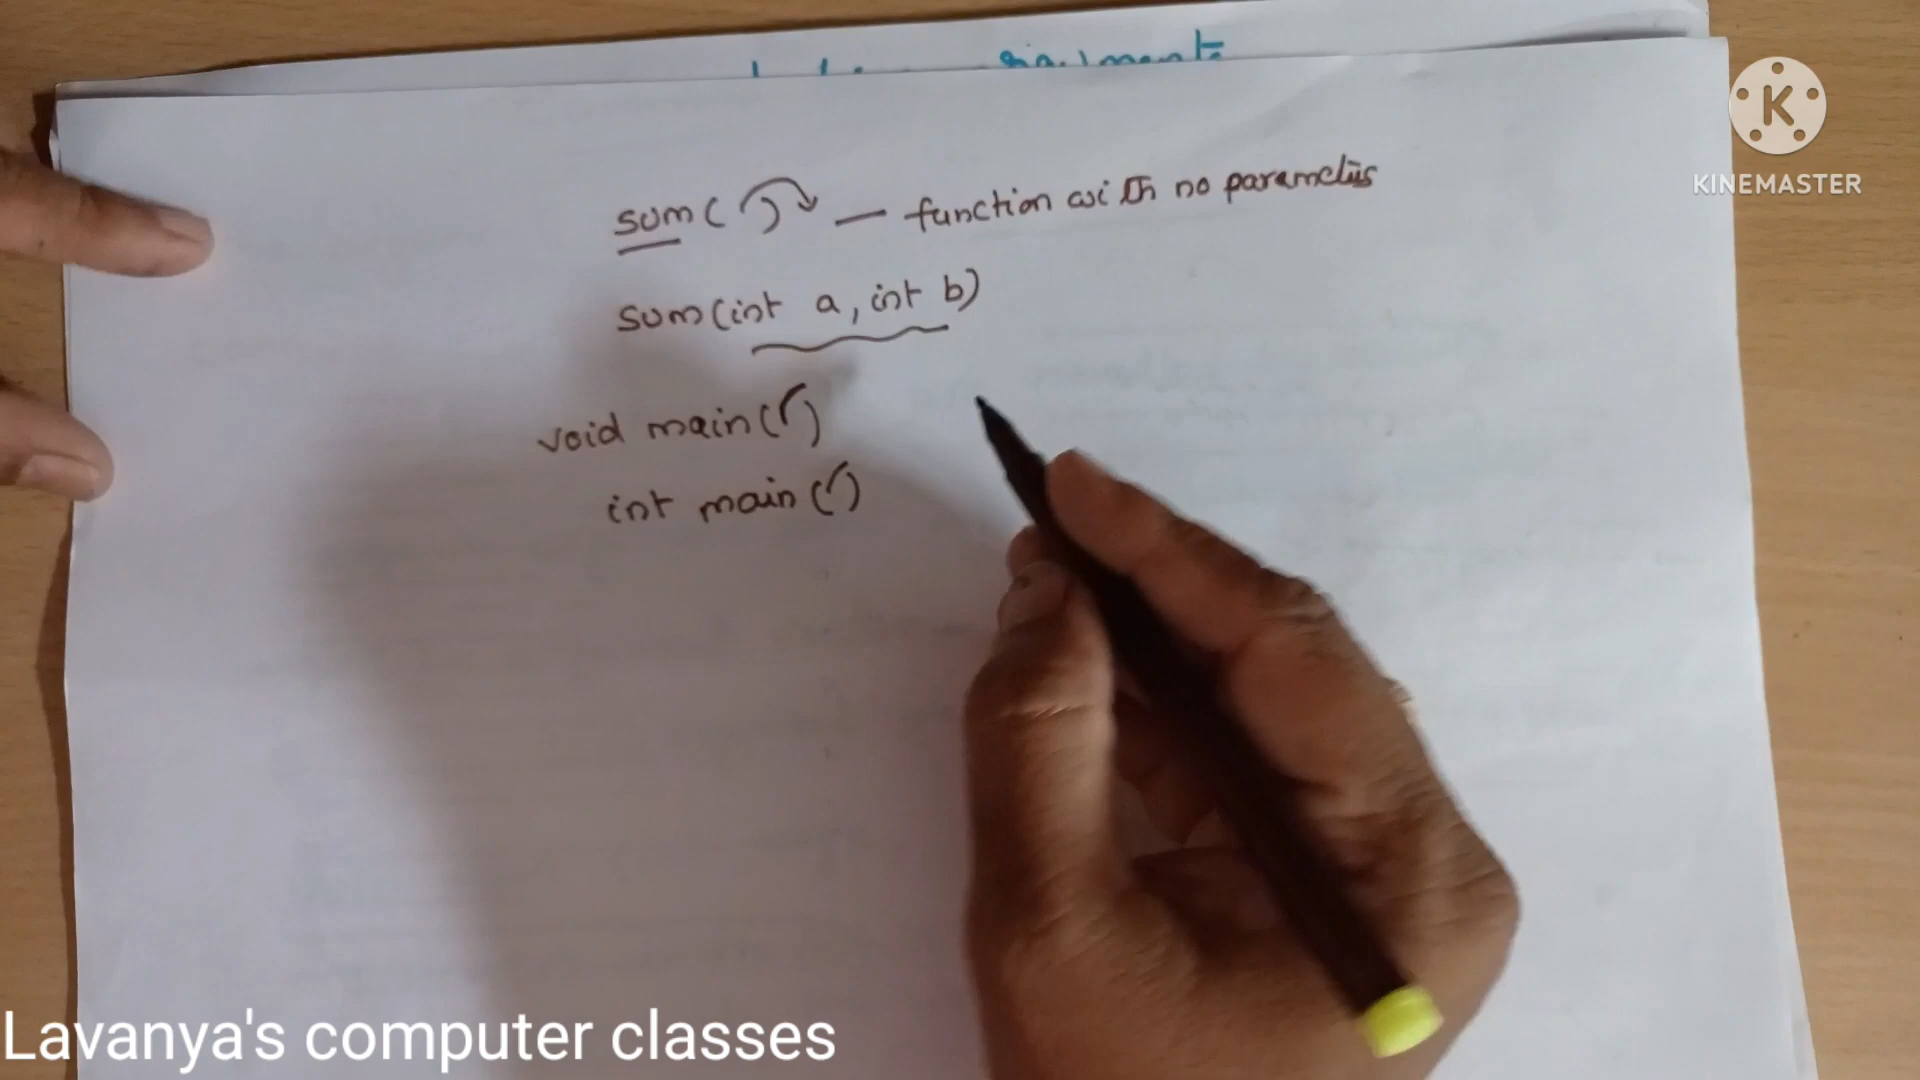 sum( ) — function with no parameters
sum(int a, int b)
void main()
int main()
KINEMASTER
Lavanya's computer classes